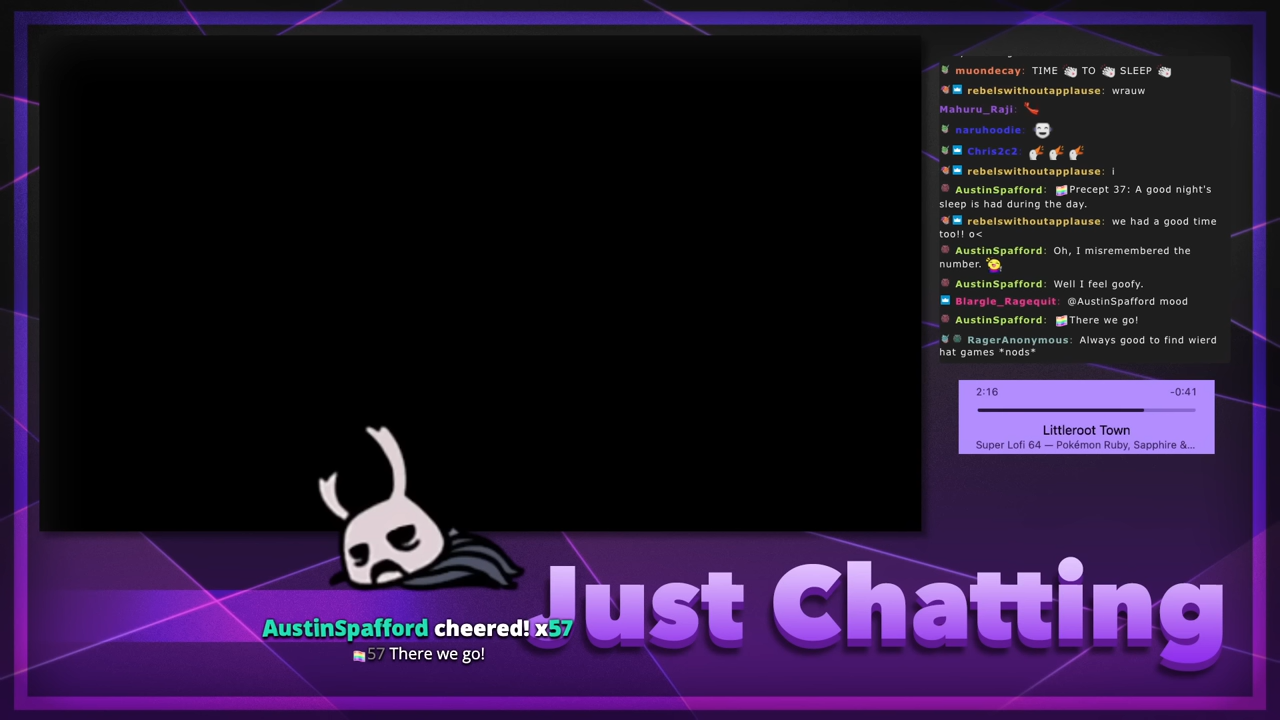 muondecay: TIME TO SLEEP
rebelswithoutapplause: wrauw
Mahuru_Raji:
naruhoodie:
Chris2c2:
rebelswithoutapplause: i
AustinSpafford: Precept 37: A good night's
sleep is had during the day.
rebelswithoutapplause: we had a good time
too!! o<
AustinSpafford: Oh, I misremembered the
number.
AustinSpafford: Well I feel goofy.
Blargle_Ragequit: @AustinSpafford mood
AustinSpafford: There we go!
RagerAnonymous: Always good to find wierd
hat games *nods*
2:16 -0:41
Littleroot Town
Super Lofi 64 — Pokémon Ruby, Sapphire &...
Just Chatting
AustinSpafford cheered! x57
57 There we go!